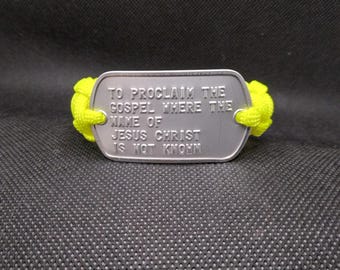 TO PROCLAIM THE
GOSPEL WHERE THE
NAME OF
JESUS CHRIST
IS NOT KNOWN